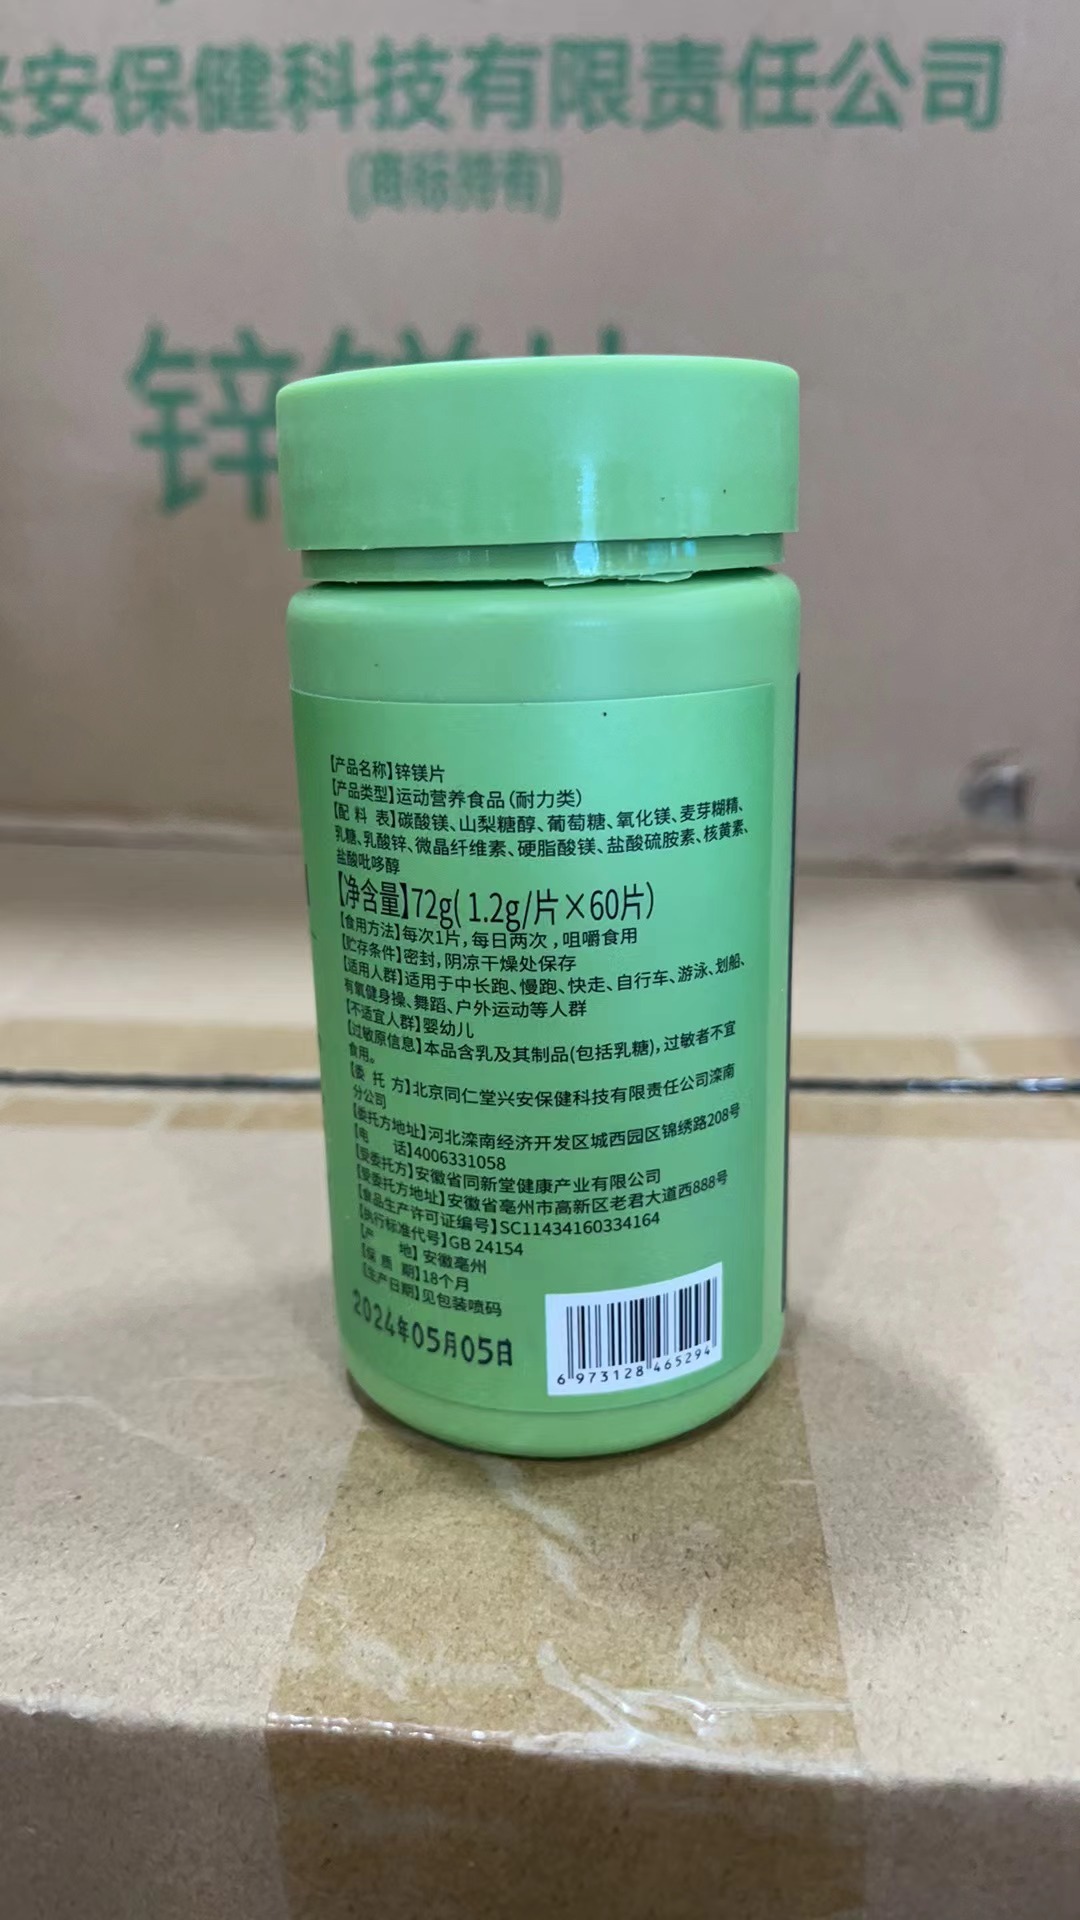 兴安保健科技有限责任公司
(商标持有)
锌镁片
【产品名称】锌镁片
【产品类型】运动营养食品(耐力类)
【配 料 表】碳酸镁、山梨糖醇、葡萄糖、氧化镁、麦芽糊精、
乳糖、乳酸锌、微晶纤维素、硬脂酸镁、盐酸硫胺素、核黄素、
盐酸吡哆醇
【净含量】72g( 1.2g/片×60片)
【食用方法】每次1片,每日两次,咀嚼食用
【贮存条件】密封,阴凉干燥处保存
【适用人群】适用于中长跑、慢跑、快走、自行车、游泳、划船、
有氧健身操、舞蹈、户外运动等人群
【不适宜人群】婴幼儿
【过敏原信息】本品含乳及其制品(包括乳糖),过敏者不宜
食用。
【委 托 方】北京同仁堂兴安保健科技有限责任公司滦南
分公司
【委托方地址】河北滦南经济开发区城西园区锦绣路208号
【电 话】4006331058
【受委托方】安徽省同新堂健康产业有限公司
【受委托方地址】安徽省亳州市高新区老君大道西888号
【食品生产许可证编号】SC11434160334164
【执行标准代号】GB 24154
【产 地】安徽亳州
【保 质 期】18个月
【生产日期】见包装喷码
2024年05月05日
6 973128 465294